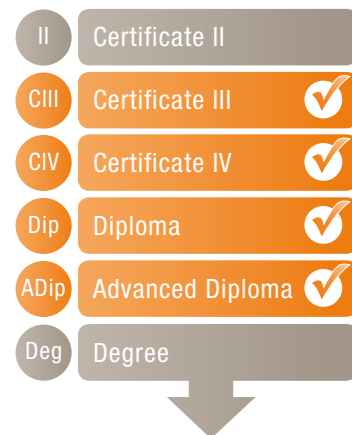 II Certificate II
CIII Certificate III
CIV Certificate IV
Dip Diploma
ADip Advanced Diploma
Deg Degree